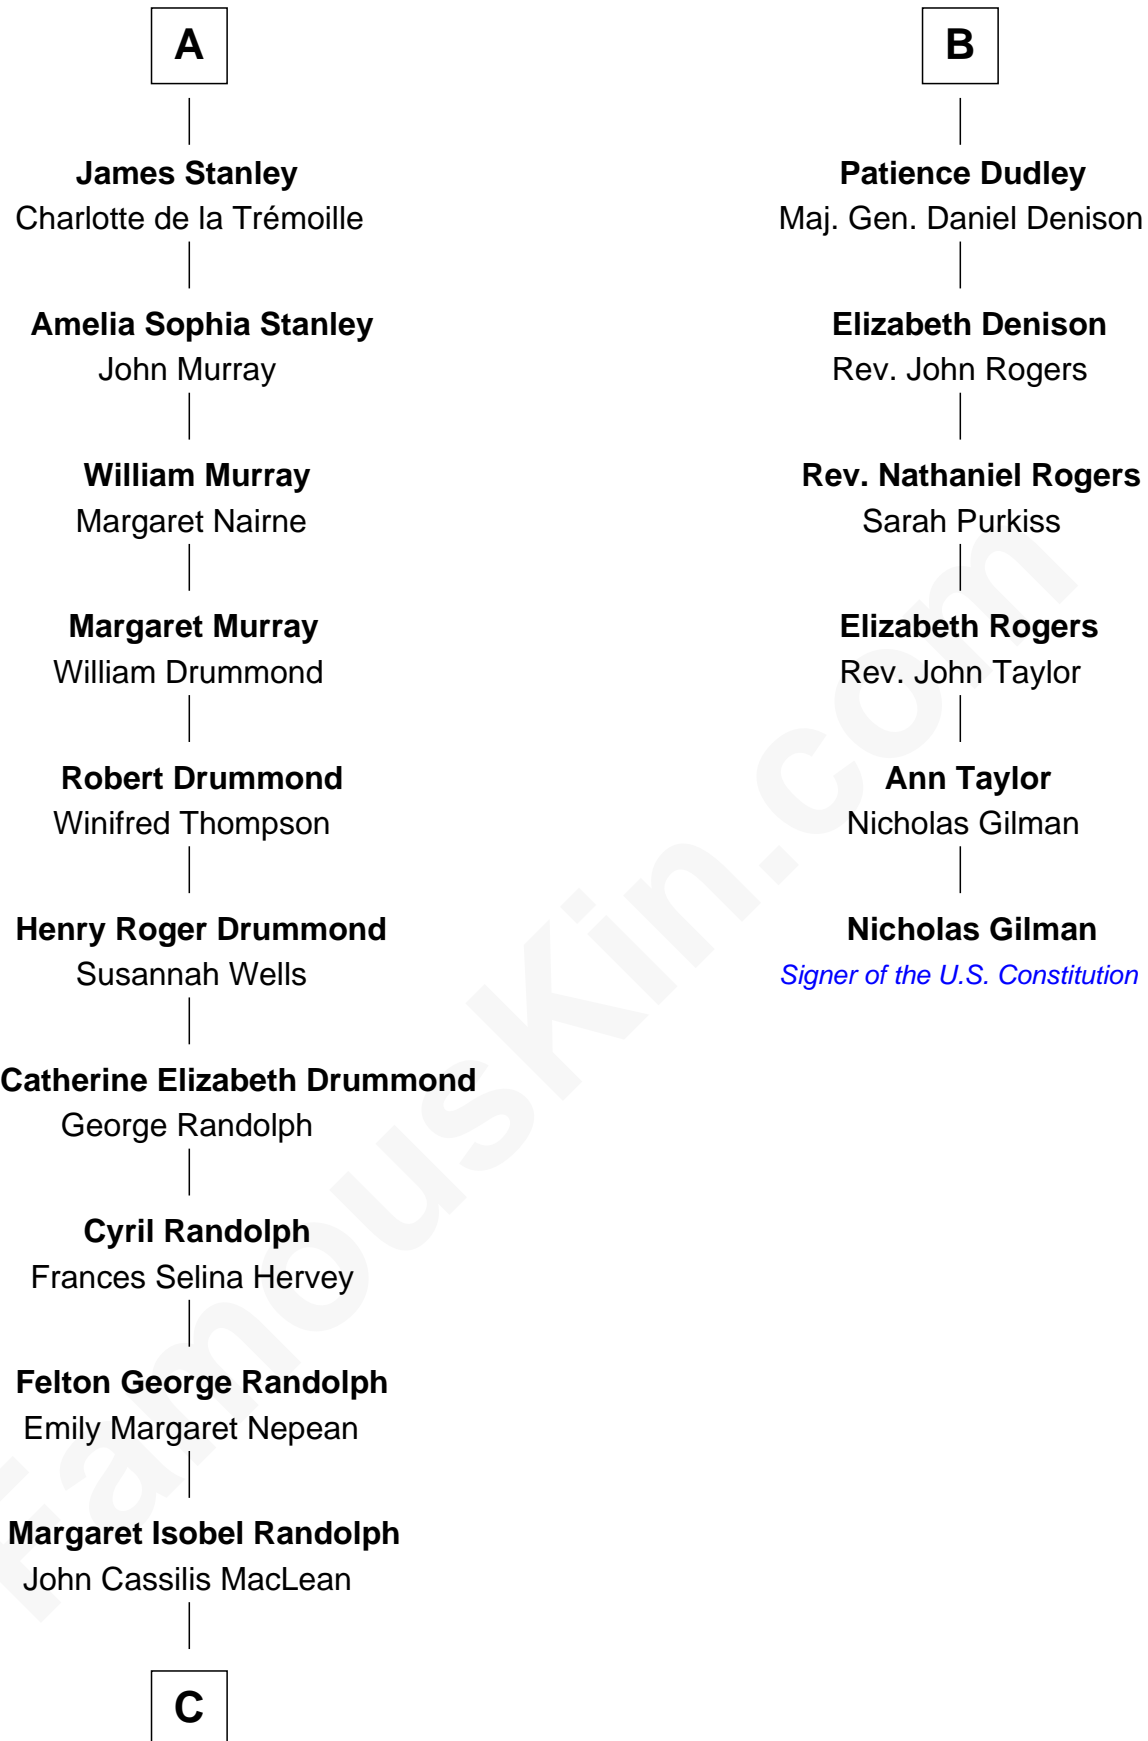 A
James Stanley
Charlotte de la Trémoille
Amelia Sophia Stanley
John Murray
William Murray
Margaret Nairne
Margaret Murray
William Drummond
Robert Drummond
Winifred Thompson
Henry Roger Drummond
Susannah Wells
Catherine Elizabeth Drummond
George Randolph
Cyril Randolph
Frances Selina Hervey
Felton George Randolph
Emily Margaret Nepean
Margaret Isobel Randolph
John Cassilis MacLean
C
B
Patience Dudley
Maj. Gen. Daniel Denison
Elizabeth Denison
Rev. John Rogers
Rev. Nathaniel Rogers
Sarah Purkiss
Elizabeth Rogers
Rev. John Taylor
Ann Taylor
Nicholas Gilman
Nicholas Gilman
Signer of the U.S. Constitution
FamousKin.com